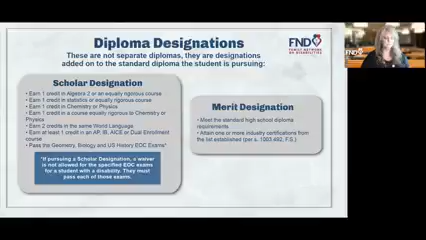 Diploma Designations
These are not separate diplomas, they are designations
added on to the standard diploma the student is pursuing:
FND
FAMILY NETWORK
ON DISABILITIES
Scholar Designation
• Earn 1 credit in Algebra 2 or an equally rigorous course
• Earn 1 credit in statistics or equally rigorous course
• Earn 1 credit in Chemistry or Physics
• Earn 1 credit in a course equally rigorous to Chemistry or
Physics
• Earn 2 credits in the same World Language
• Earn at least 1 credit in an AP, IB, AICE or Dual Enrollment
course
• Pass the Geometry, Biology and US History EOC Exams*
*If pursuing a Scholar Designation, a waiver
is not allowed for the specified EOC exams
for a student with a disability. They must
pass each of those exams.
Merit Designation
• Meet the standard high school diploma
requirements
• Attain one or more industry certifications from
the list established (per s. 1003.492, F.S.)
FND